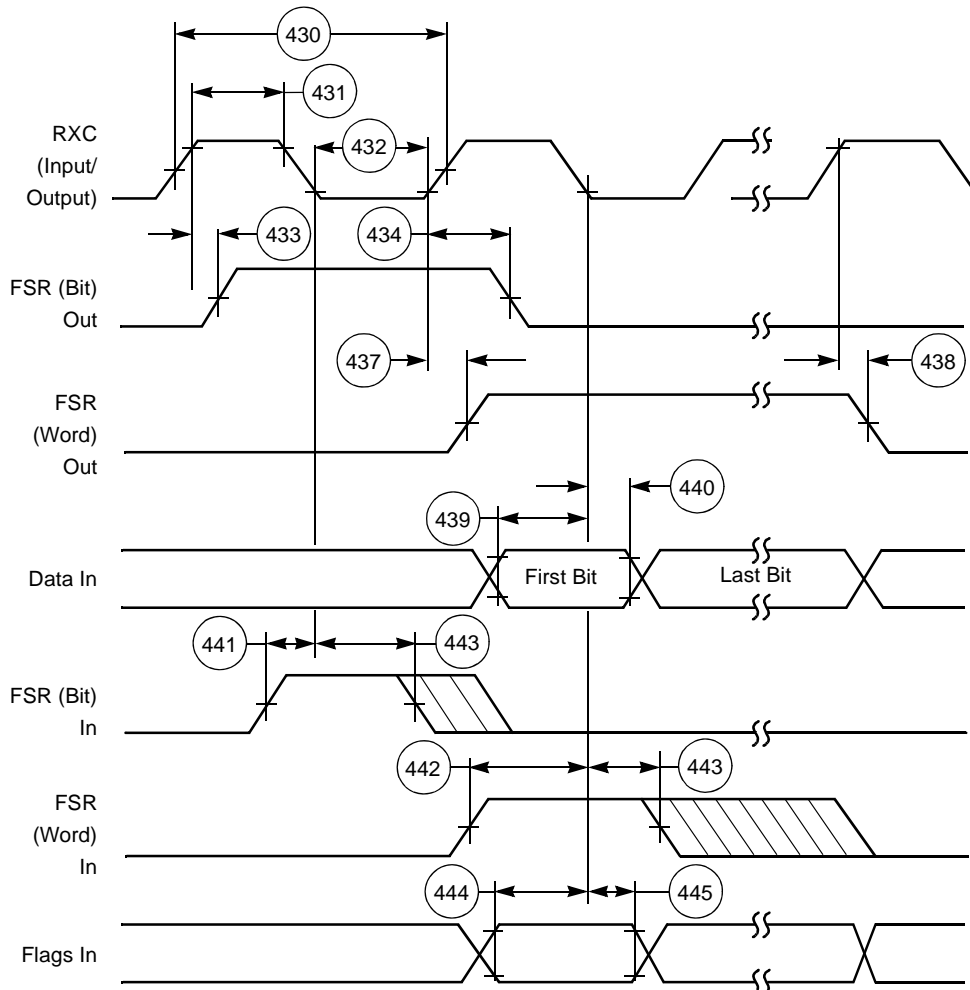 430
431
RXC
(Input/
Output)
432
433
434
FSR (Bit)
Out
437
438
FSR
(Word)
Out
440
439
Data In
First Bit
Last Bit
441
443
FSR (Bit)
In
442
443
FSR
(Word)
In
444
445
Flags In